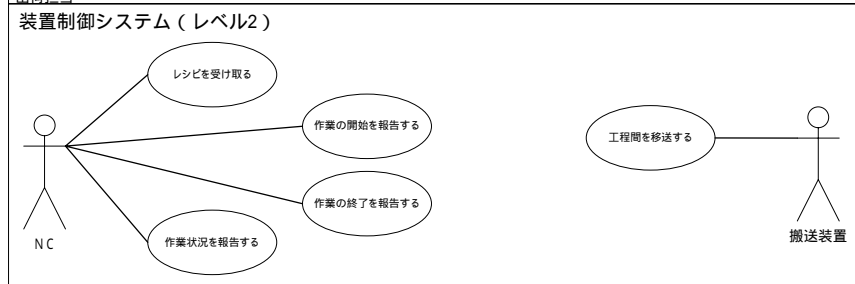 装置制御システム（レベル2）
レシピを受け取る
作業の開始を報告する
工程間を移送する
作業の終了を報告する
作業状況を報告する
NC
搬送装置